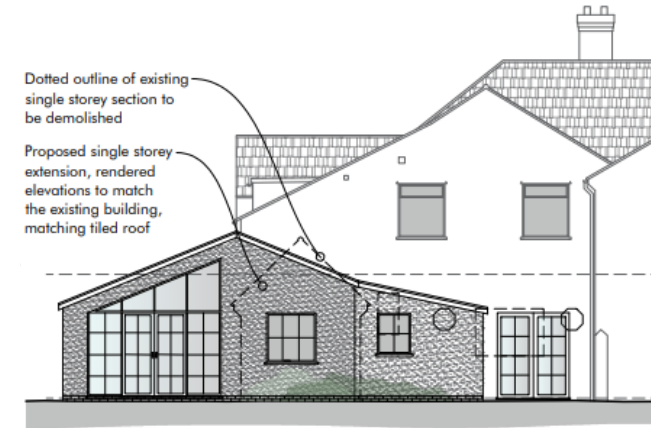 Dotted outline of existing
single storey section to
be demolished
Proposed single storey
extension, rendered
elevations to match
the existing building,
matching tiled roof